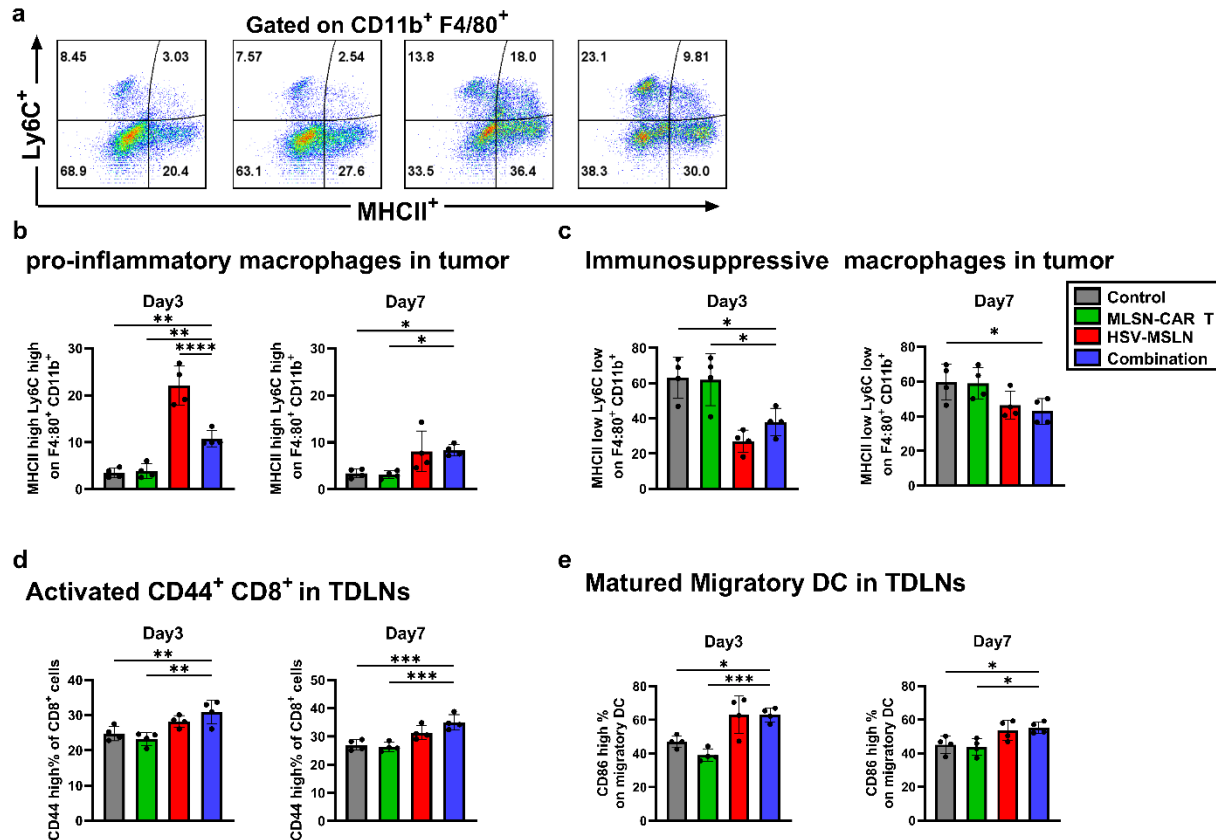 a
Gated on CD11b+ F4/80+
8.45 3.03
68.9 20.4
7.57 2.54
63.1 27.6
13.8 18.0
33.5 36.4
23.1 9.81
38.3 30.0
Ly6C+
MHCII+
b
pro-inflammatory macrophages in tumor
Day3
**
**
****
MHCII high Ly6C high
on F4:80+ CD11b+
30
20
10
0
Day7
*
*
MHCII high Ly6C high
on F4:80+ CD11b+
30
20
10
0
c
Immunosuppressive macrophages in tumor
Day3
*
*
MHCII low Ly6C low
on F4:80+ CD11b+
80
60
40
20
0
Day7
*
MHCII low Ly6C low
on F4:80+ CD11b+
80
60
40
20
0
Control
MLSN-CAR T
HSV-MSLN
Combination
d
Activated CD44+ CD8+ in TDLNs
Day3
**
**
CD44 high% of CD8+ cells
40
30
20
10
0
Day7
***
***
CD44 high% of CD8+ cells
50
40
30
20
10
0
e
Matured Migratory DC in TDLNs
Day3
*
***
CD86 high %
on migratory DC
80
60
40
20
0
Day7
*
*
CD86 high %
on migratory DC
80
60
40
20
0